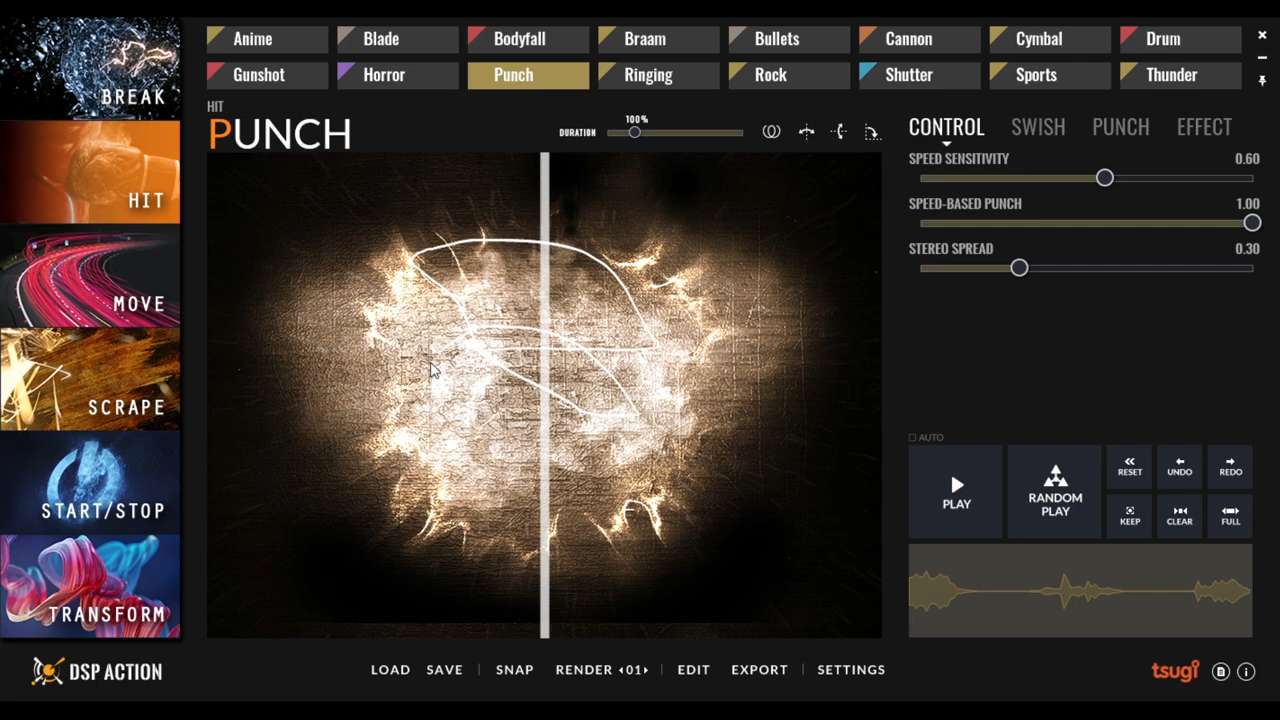 BREAK
HIT
MOVE
SCRAPE
START/STOP
TRANSFORM
DSP ACTION
Anime Blade Bodyfall Braam Bullets Cannon Cymbal Drum
Gunshot Horror Punch Ringing Rock Shutter Sports Thunder
HIT
PUNCH
DURATION 100%
CONTROL SWISH PUNCH EFFECT
SPEED SENSITIVITY 0.60
SPEED-BASED PUNCH 1.00
STEREO SPREAD 0.30
AUTO
PLAY
RANDOM
PLAY
RESET UNDO REDO
KEEP CLEAR FULL
LOAD SAVE SNAP RENDER 01 EDIT EXPORT SETTINGS
tsugi